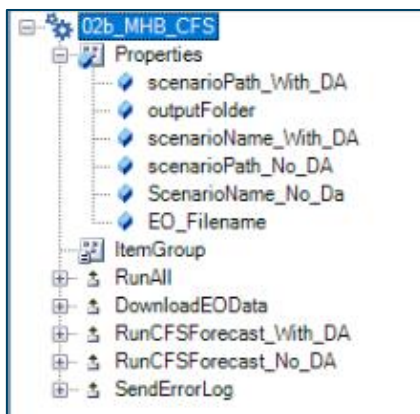 02b_MHB_CFS
Properties
scenarioPath_With_DA
outputFolder
scenarioName_With_DA
scenarioPath_No_DA
ScenarioName_No_Da
EO_Filename
ItemGroup
RunAll
DownloadEOData
RunCFSForecast_With_DA
RunCFSForecast_No_DA
SendErrorLog